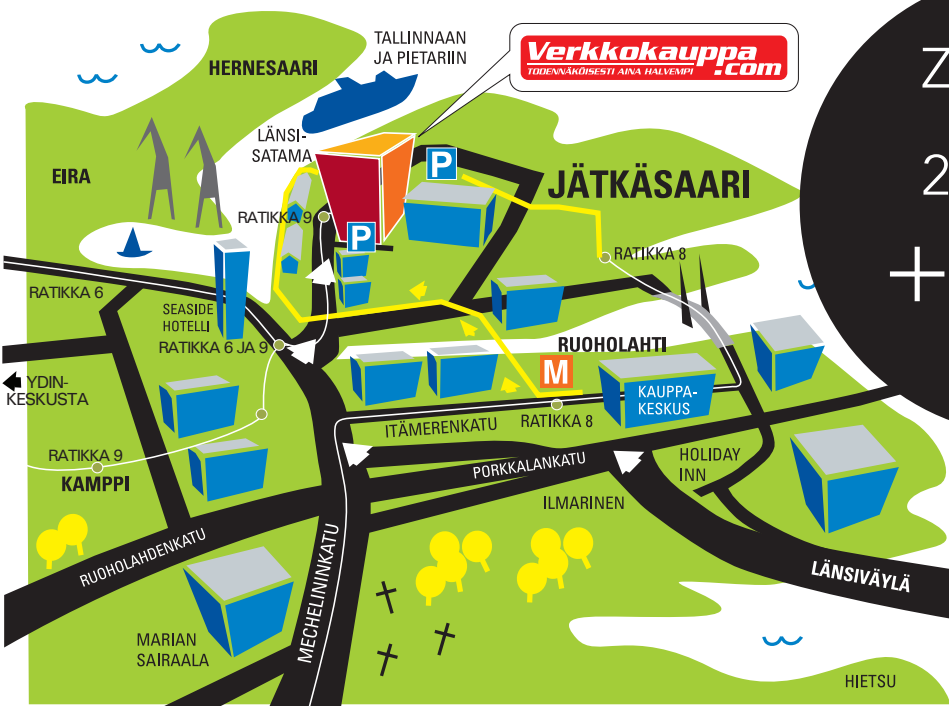 TALLINNAAN
JA PIETARIIN
Verkkokauppa
.com
TODENNÄKÖISESTI AINA HALVEMPI
Z
HERNESAARI
LÄNSI-
SATAMA
P
EIRA
JÄTKÄSAARI
2
RATIKKA 9
P
RATIKKA 8
+
RATIKKA 6
SEASIDE
HOTELLI
RATIKKA 6 JA 9
RUOHOLAHTI
M
YDIN-
KESKUSTA
KAUPPA-
KESKUS
ITÄMERENKATU
RATIKKA 8
RATIKKA 9
KAMPPI
PORKKALANKATU
HOLIDAY
INN
ILMARINEN
RUOHOLAHDENKATU
MECHELININKATU
LÄNSIVÄYLÄ
MARIAN
SAIRAALA
HIETSU